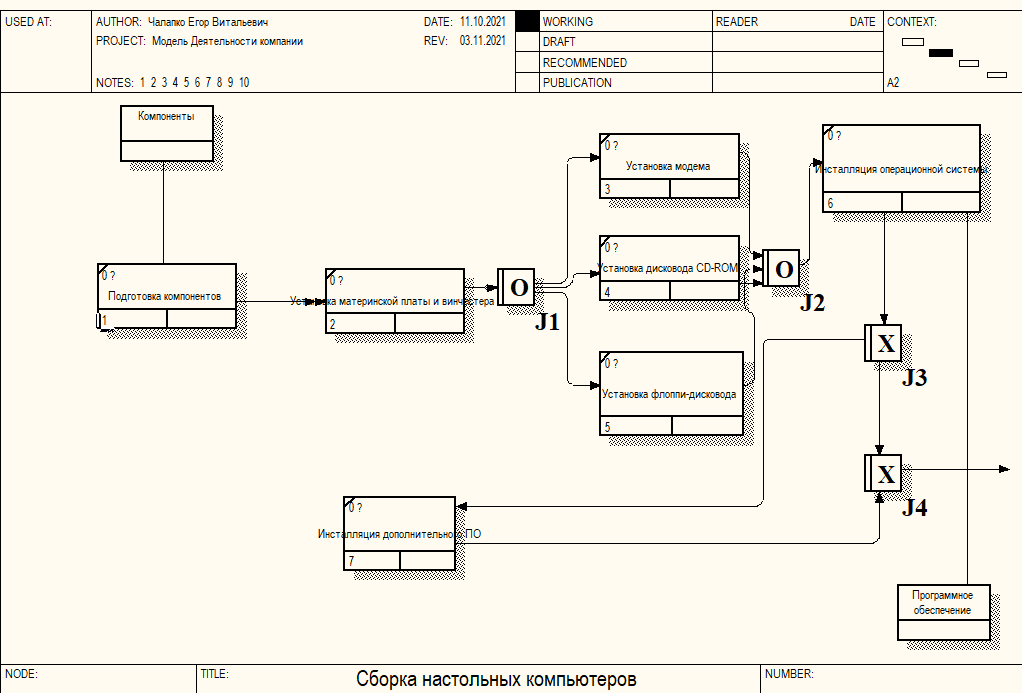 USED AT:
AUTHOR: Чалапко Егор Витальевич
DATE: 11.10.2021
WORKING
READER
DATE
CONTEXT:
PROJECT: Модель Деятельности компании
REV: 03.11.2021
DRAFT
RECOMMENDED
NOTES: 1 2 3 4 5 6 7 8 9 10
PUBLICATION
A2
Компоненты
0 ?
Подготовка компонентов
1
0 ?
Установка материнской платы и винчестера
2
O
J1
0 ?
Установка модема
3
0 ?
Установка дисковода CD-ROM
4
0 ?
Установка флоппи-дисковода
5
O
J2
0 ?
Инсталляция операционной системы
6
X
J3
X
J4
0 ?
Инсталляция дополнительного ПО
7
Программное
обеспечение
NODE:
TITLE:
Сборка настольных компьютеров
NUMBER: